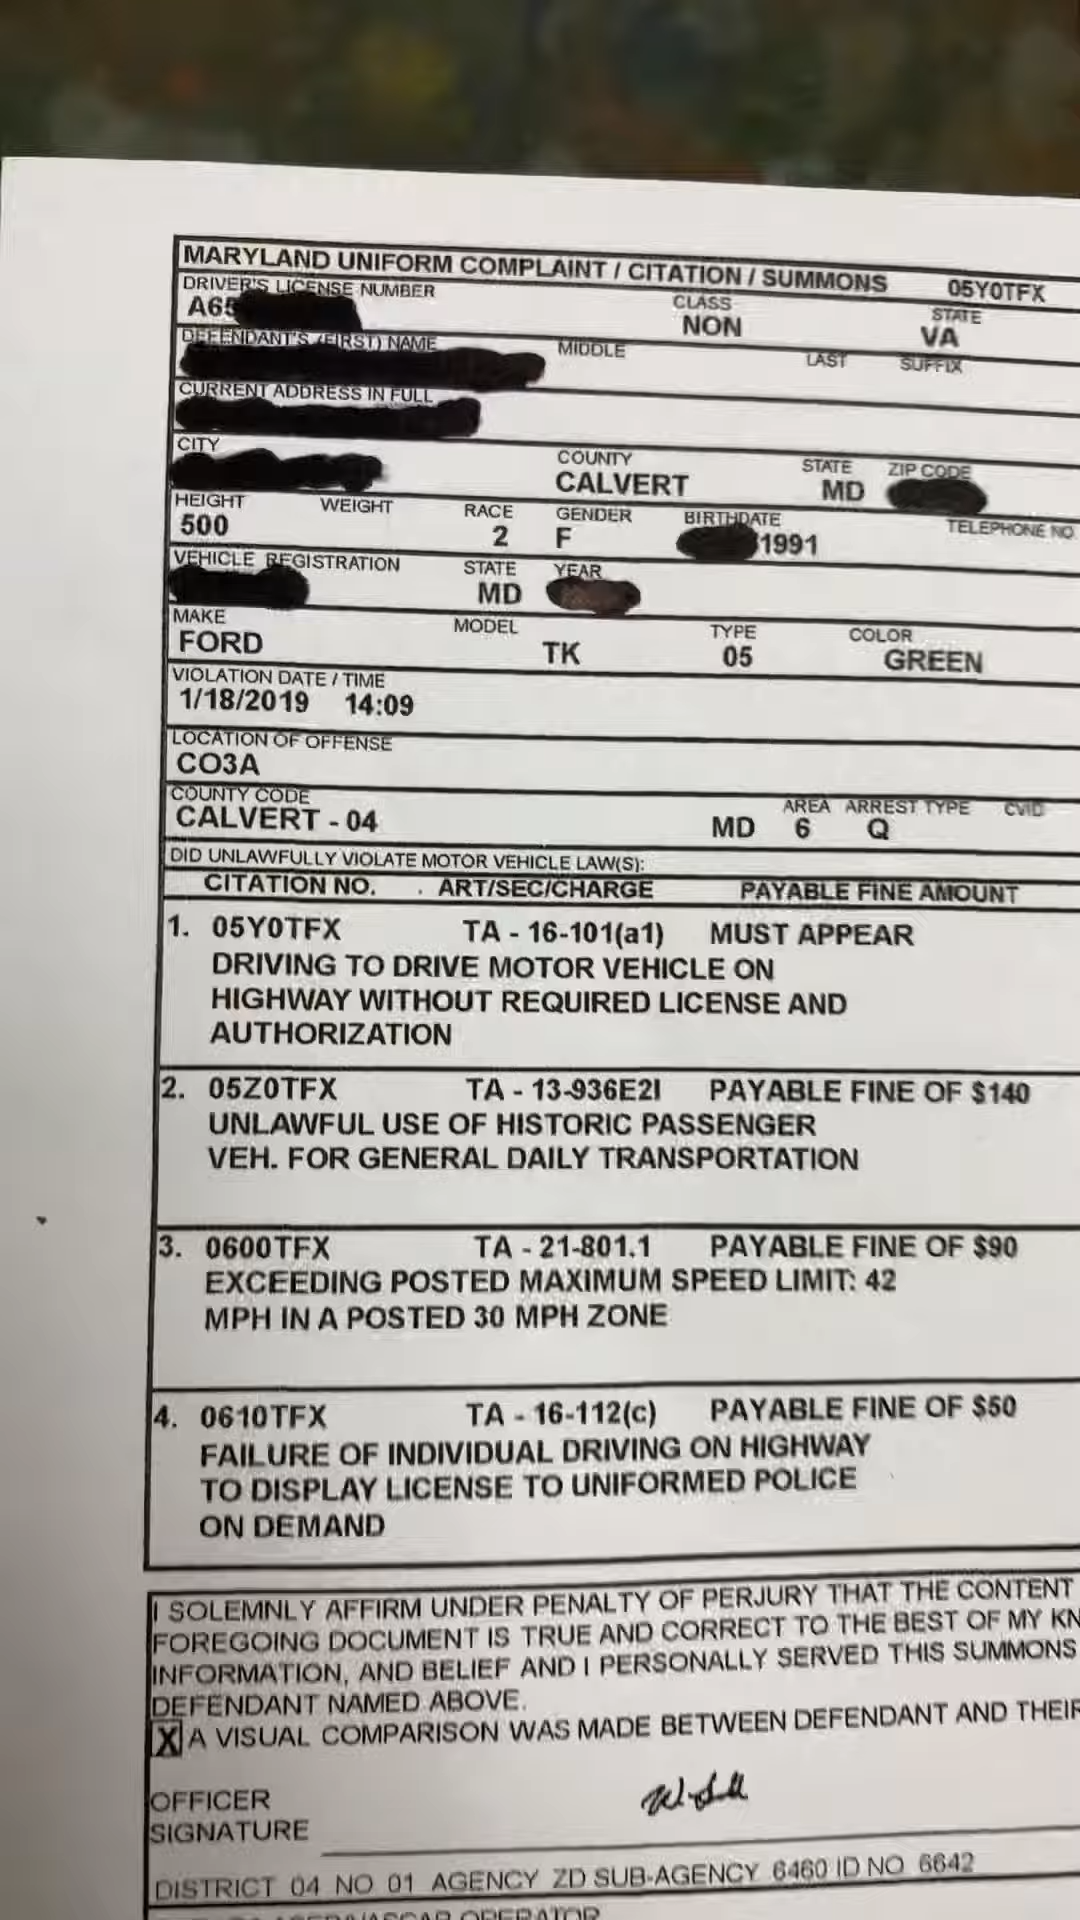 MARYLAND UNIFORM COMPLAINT / CITATION / SUMMONS 05Y0TFX
DRIVER'S LICENSE NUMBER CLASS STATE
A65 NON VA
DEFENDANT'S (FIRST) NAME MIDDLE LAST SUFFIX
CURRENT ADDRESS IN FULL
CITY COUNTY STATE ZIP CODE
CALVERT MD
HEIGHT WEIGHT RACE GENDER BIRTHDATE TELEPHONE NO.
500 2 F 1991
VEHICLE REGISTRATION STATE YEAR
MD
MAKE MODEL TYPE COLOR
FORD TK 05 GREEN
VIOLATION DATE / TIME
1/18/2019 14:09
LOCATION OF OFFENSE
CO3A
COUNTY CODE AREA ARREST TYPE CVID
CALVERT - 04 MD 6 Q
DID UNLAWFULLY VIOLATE MOTOR VEHICLE LAW(S):
CITATION NO. ART/SEC/CHARGE PAYABLE FINE AMOUNT
1. 05Y0TFX TA - 16-101(a1) MUST APPEAR
DRIVING TO DRIVE MOTOR VEHICLE ON
HIGHWAY WITHOUT REQUIRED LICENSE AND
AUTHORIZATION
2. 05Z0TFX TA - 13-936E2I PAYABLE FINE OF $140
UNLAWFUL USE OF HISTORIC PASSENGER
VEH. FOR GENERAL DAILY TRANSPORTATION
3. 0600TFX TA - 21-801.1 PAYABLE FINE OF $90
EXCEEDING POSTED MAXIMUM SPEED LIMIT: 42
MPH IN A POSTED 30 MPH ZONE
4. 0610TFX TA - 16-112(c) PAYABLE FINE OF $50
FAILURE OF INDIVIDUAL DRIVING ON HIGHWAY
TO DISPLAY LICENSE TO UNIFORMED POLICE
ON DEMAND
I SOLEMNLY AFFIRM UNDER PENALTY OF PERJURY THAT THE CONTENT
FOREGOING DOCUMENT IS TRUE AND CORRECT TO THE BEST OF MY KN
INFORMATION, AND BELIEF AND I PERSONALLY SERVED THIS SUMMONS
DEFENDANT NAMED ABOVE.
X A VISUAL COMPARISON WAS MADE BETWEEN DEFENDANT AND THEIR
OFFICER
SIGNATURE
DISTRICT 04 NO 01 AGENCY ZD SUB-AGENCY 6460 ID NO 6642
OPERATOR